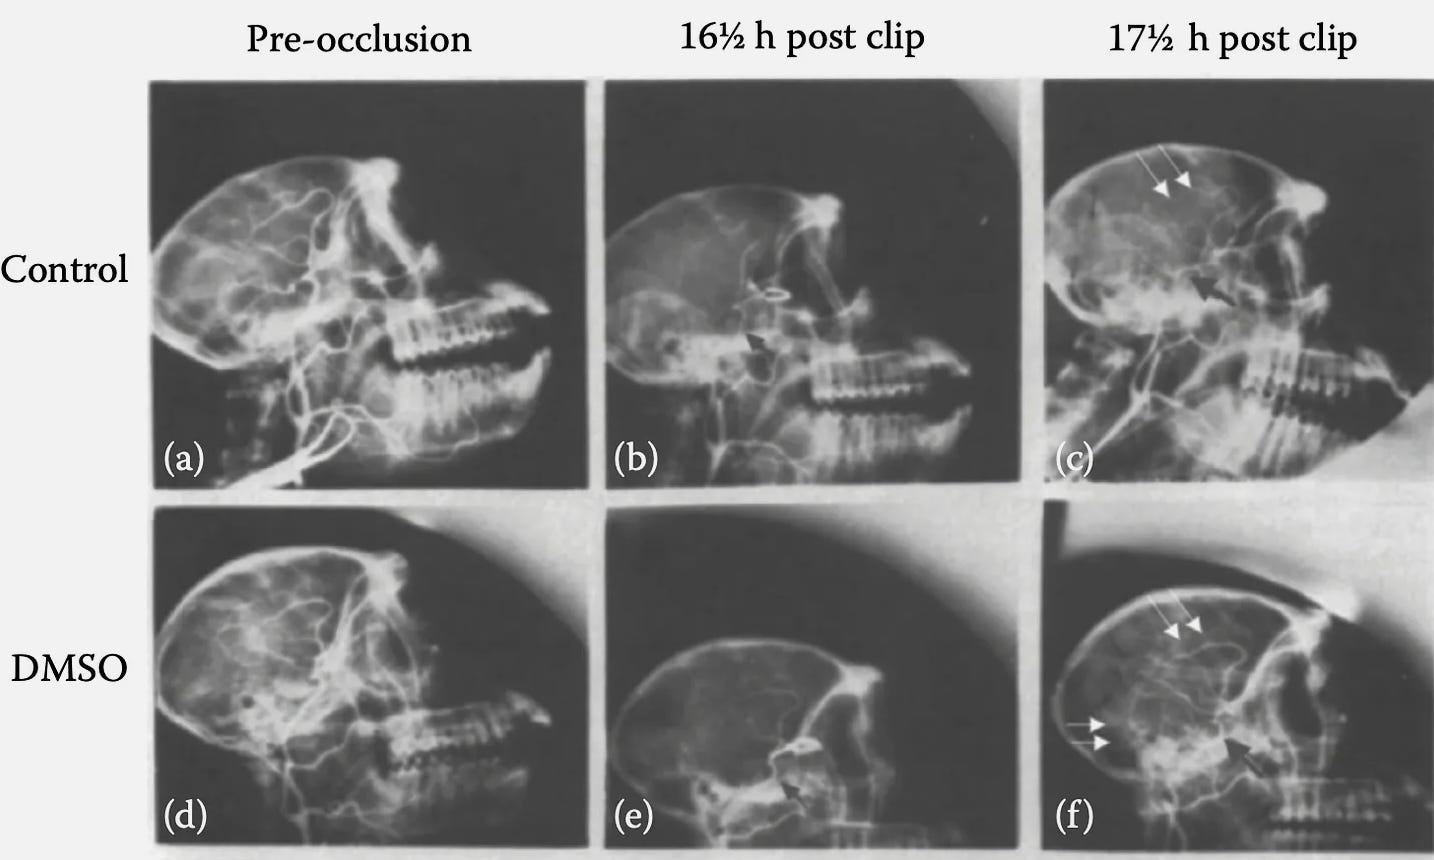 Pre-occlusion 16½ h post clip 17½ h post clip
Control
(a) (b) (c)
DMSO
(d) (e) (f)